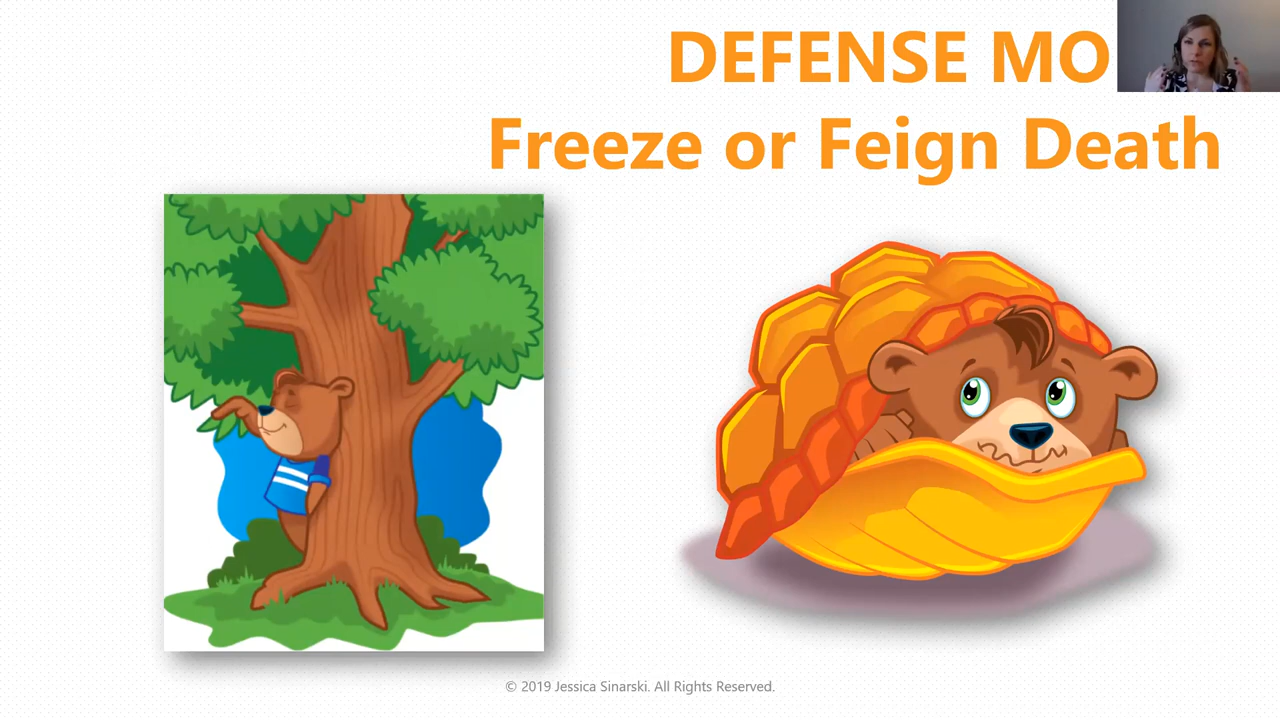 DEFENSE MO
Freeze or Feign Death
© 2019 Jessica Sinarski. All Rights Reserved.